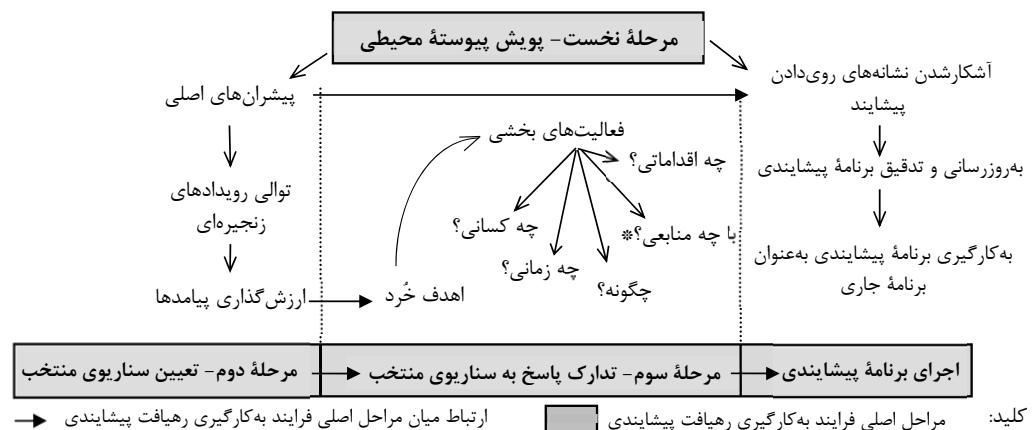 مرحلهٔ نخست- پویش پیوستهٔ محیطی
آشکارشدن نشانه‌های روی‌دادن
پیشایند
به‌روزرسانی و تدقیق برنامهٔ پیشایندی
به‌کارگیری برنامهٔ پیشایندی به‌عنوان
برنامهٔ جاری
پیشران‌های اصلی
توالی رویدادهای
زنجیره‌ای
ارزش‌گذاری پیامدها
اهدف خُرد
فعالیت‌های بخشی
چه اقداماتی؟
با چه منابعی؟*
چگونه؟
چه زمانی؟
چه کسانی؟
اجرای برنامهٔ پیشایندی
مرحلهٔ سوم- تدارک پاسخ به سناریوی منتخب
مرحلهٔ دوم- تعیین سناریوی منتخب
کلید:
مراحل اصلی فرایند به‌کارگیری رهیافت پیشایندی
ارتباط میان مراحل اصلی فرایند به‌کارگیری رهیافت پیشایندی